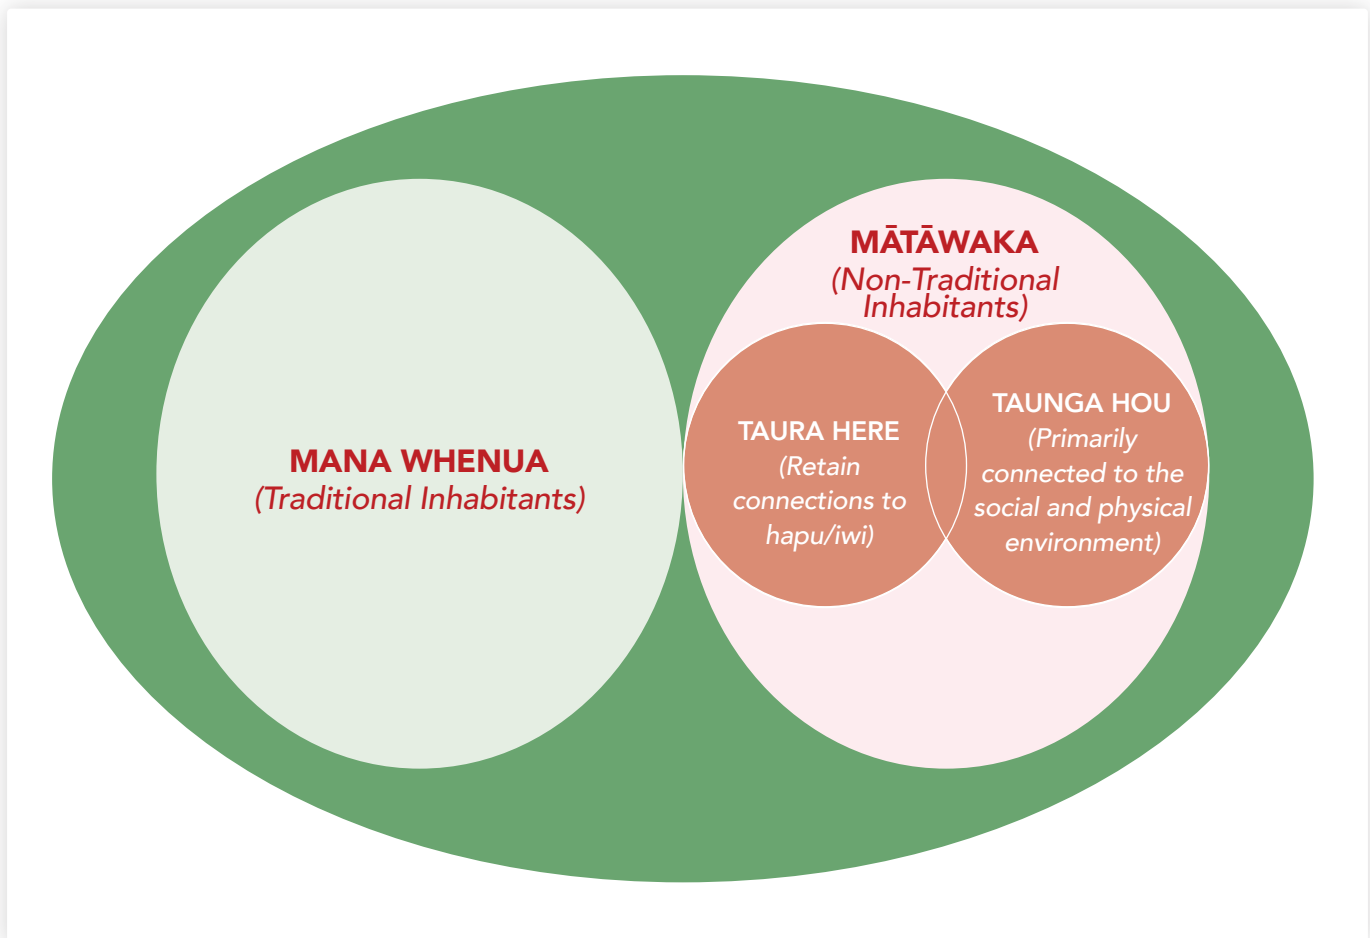 MANA WHENUA
(Traditional Inhabitants)
MĀTĀWAKA
(Non-Traditional
Inhabitants)
TAURA HERE
(Retain
connections to
hapu/iwi)
TAUNGA HOU
(Primarily
connected to the
social and physical
environment)